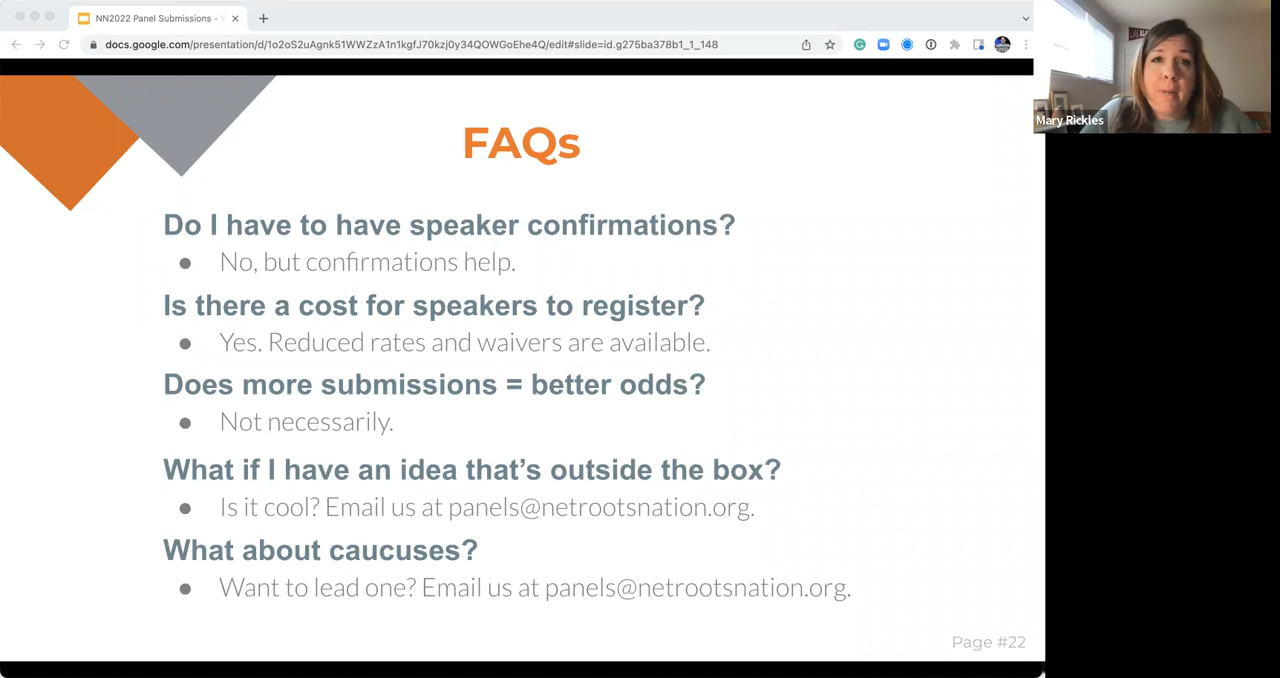 NN2022 Panel Submissions -
docs.google.com/presentation/d/1o2oS2uAgnk51WWZzA1n1kgfJ70kzj0y34QOWGoEhe4Q/edit#slide=id.g275ba378b1_1_148
Mary Rickles
FAQs
Do I have to have speaker confirmations?
● No, but confirmations help.
Is there a cost for speakers to register?
● Yes. Reduced rates and waivers are available.
Does more submissions = better odds?
● Not necessarily.
What if I have an idea that's outside the box?
● Is it cool? Email us at panels@netrootsnation.org.
What about caucuses?
● Want to lead one? Email us at panels@netrootsnation.org.
Page #22